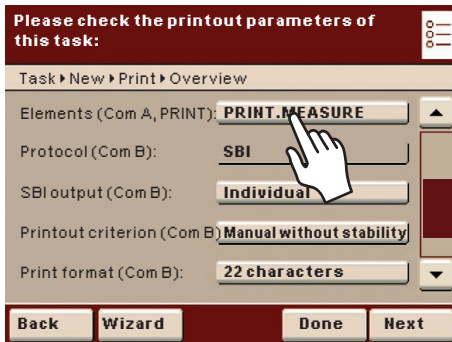 Please check the printout parameters of
this task:
Task▸New▸Print▸Overview
Elements (Com A, PRINT): PRINT.MEASURE
Protocol (Com B): SBI
SBI output (Com B): Individual
Printout criterion (Com B) Manual without stability
Print format (Com B): 22 characters
Back Wizard Done Next